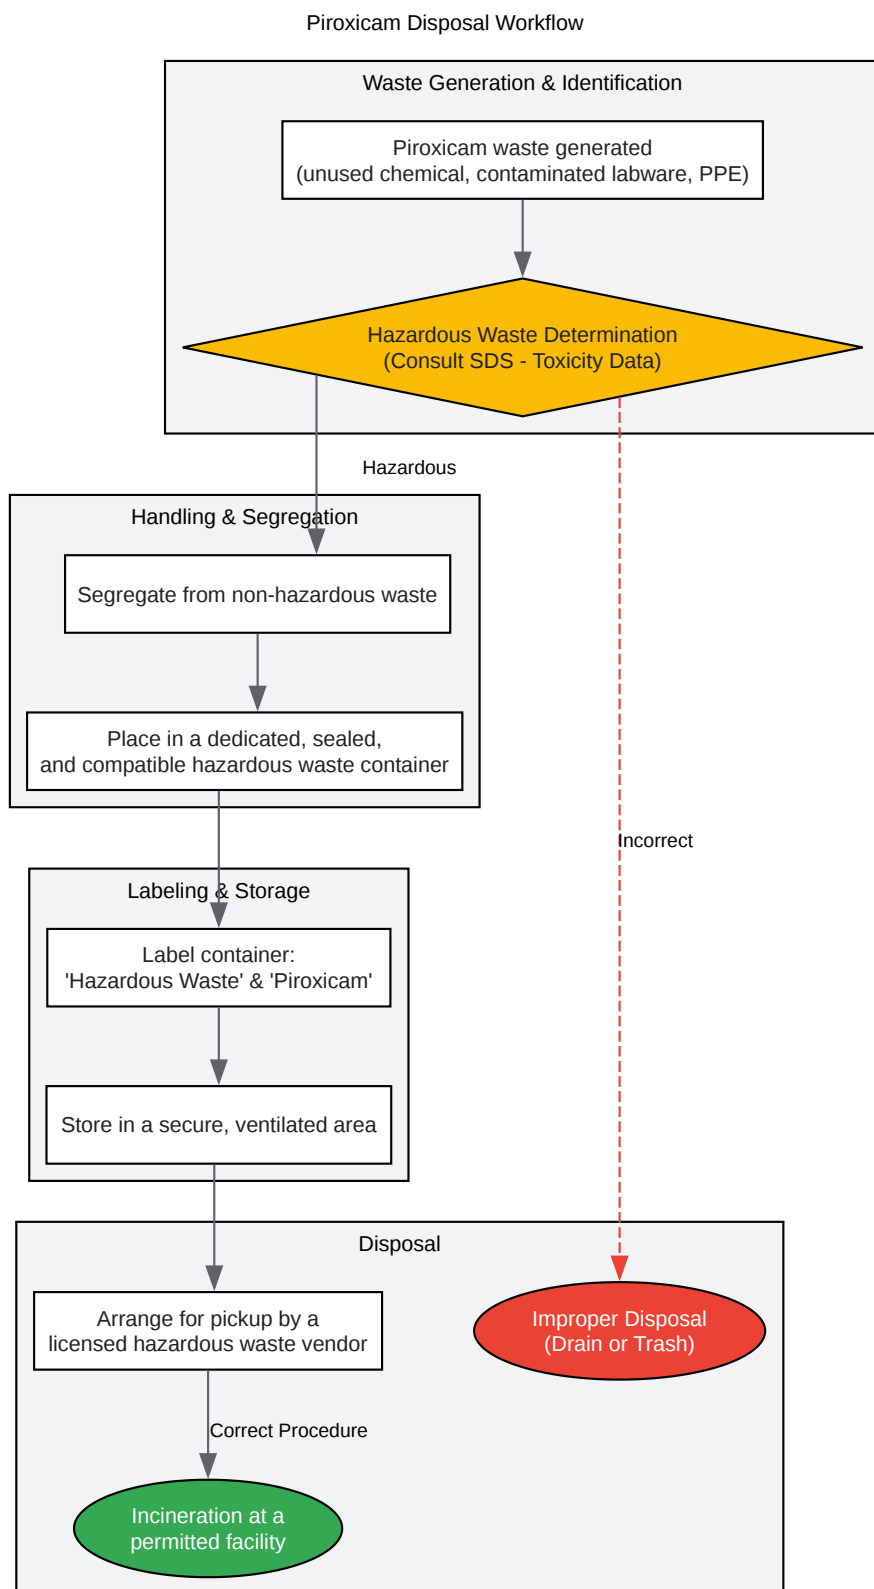 Piroxicam Disposal Workflow
Waste Generation & Identification
Piroxicam waste generated
(unused chemical, contaminated labware, PPE)
Hazardous Waste Determination
(Consult SDS - Toxicity Data)
Hazardous
Handling & Segregation
Segregate from non-hazardous waste
Place in a dedicated, sealed,
and compatible hazardous waste container
Incorrect
Labeling & Storage
Label container:
'Hazardous Waste' & 'Piroxicam'
Store in a secure, ventilated area
Disposal
Arrange for pickup by a
licensed hazardous waste vendor
Improper Disposal
(Drain or Trash)
Correct Procedure
Incineration at a
permitted facility